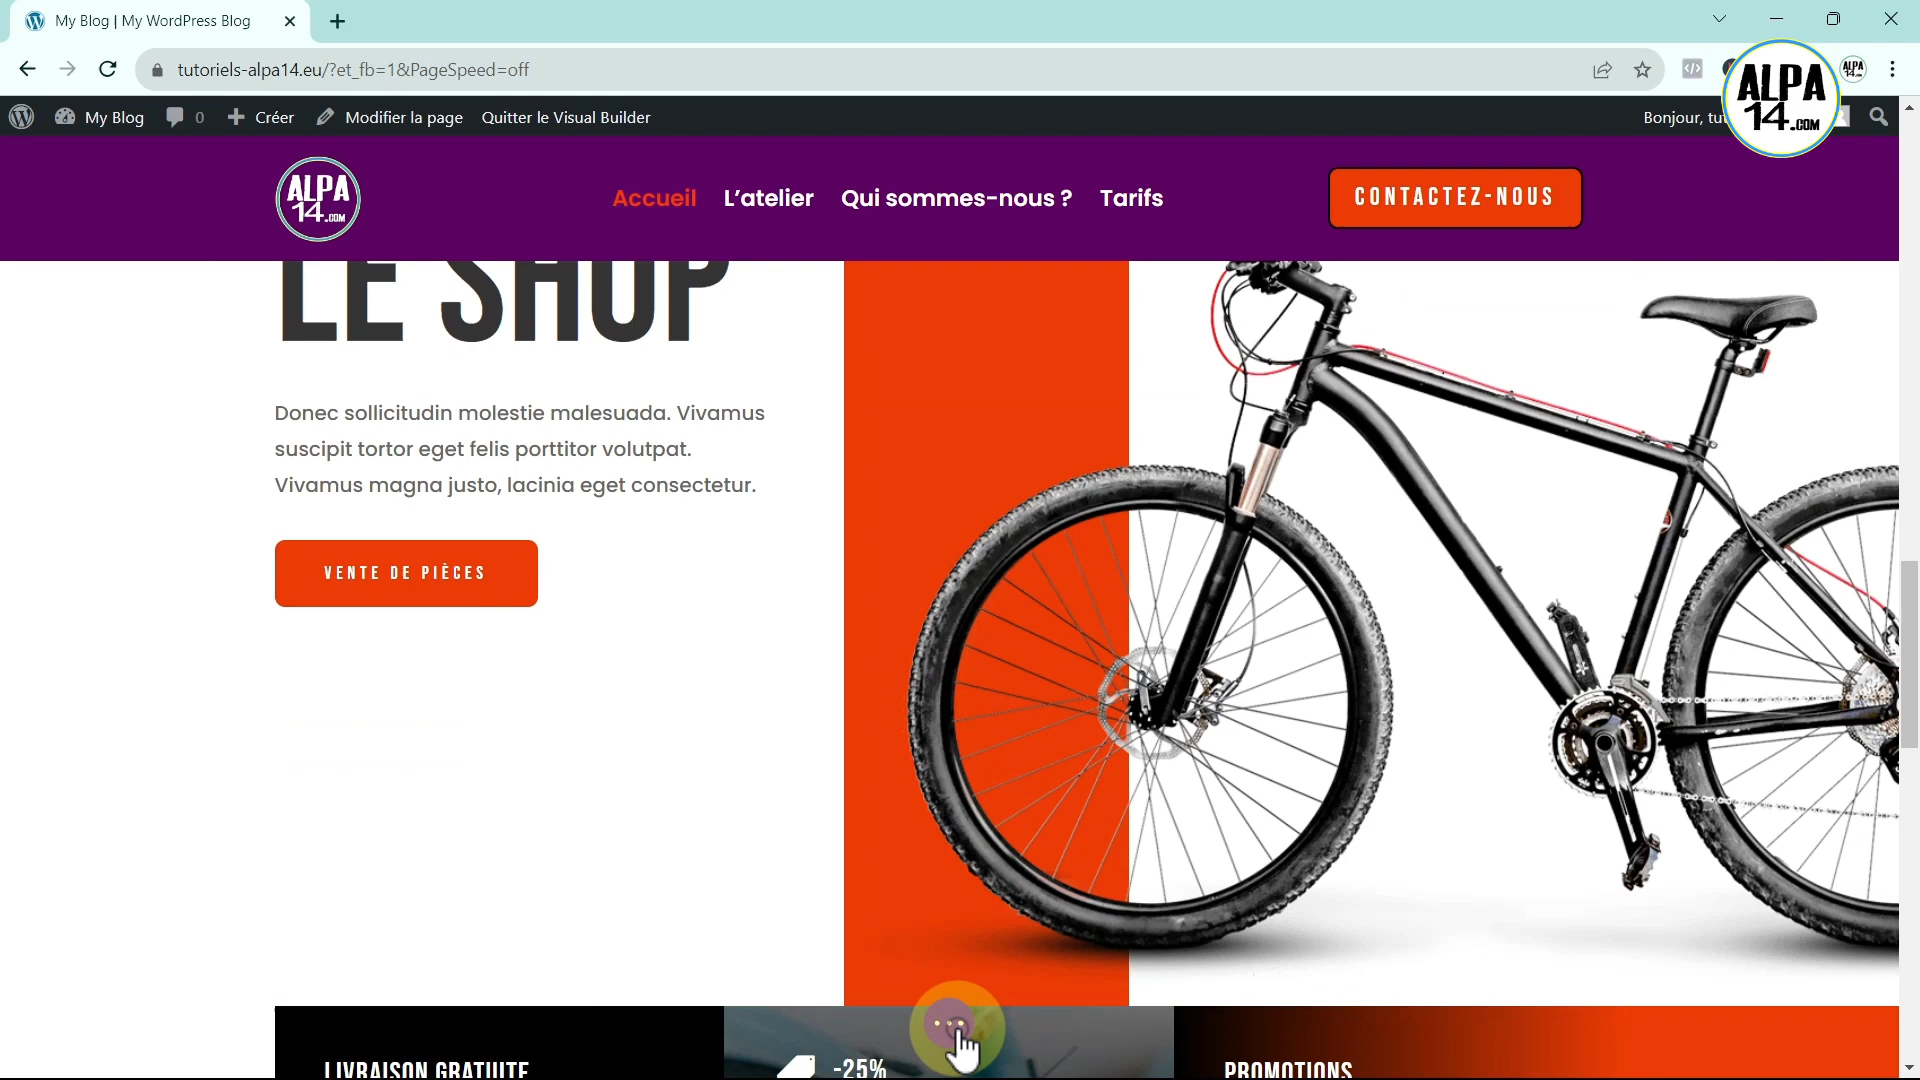 My Blog | My WordPress Blog
tutoriels-alpa14.eu/?et_fb=1&PageSpeed=off
My Blog 0 Créer Modifier la page Quitter le Visual Builder
Bonjour,
ALPA
14.COM
ALPA
14.COM
ALPA
14.COM
Accueil L'atelier Qui sommes-nous ? Tarifs
CONTACTEZ-NOUS
LE SHOP
Donec sollicitudin molestie malesuada. Vivamus
suscipit tortor eget felis porttitor volutpat.
Vivamus magna justo, lacinia eget consectetur.
VENTE DE PIÈCES
LIVRAISON GRATUITE
-25%
PROMOTIONS